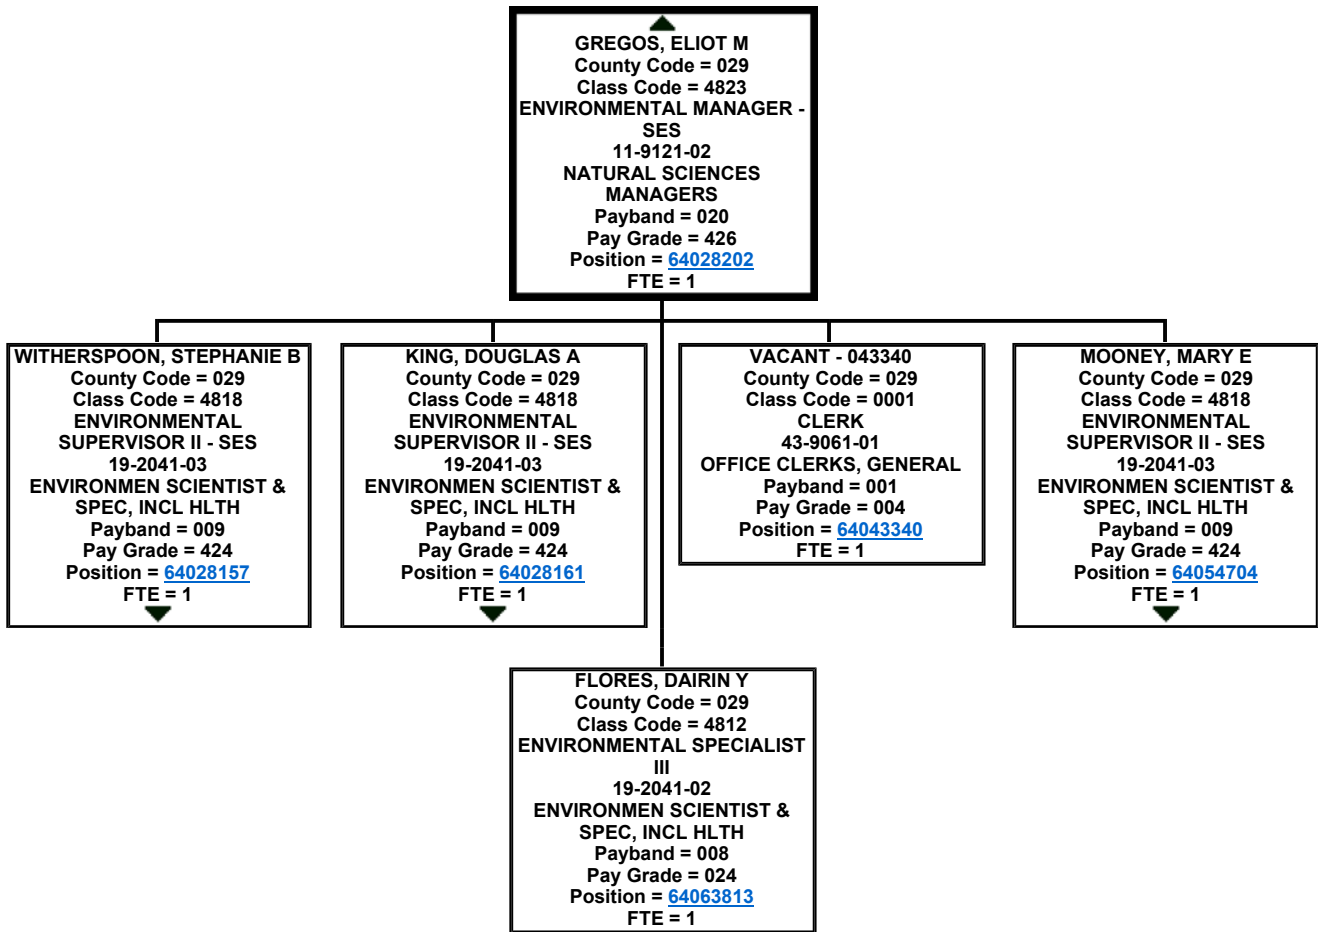 GREGOS, ELIOT M
County Code = 029
Class Code = 4823
ENVIRONMENTAL MANAGER -
SES
11-9121-02
NATURAL SCIENCES
MANAGERS
Payband = 020
Pay Grade = 426
Position = 64028202
FTE = 1
WITHERSPOON, STEPHANIE B
County Code = 029
Class Code = 4818
ENVIRONMENTAL
SUPERVISOR II - SES
19-2041-03
ENVIRONMEN SCIENTIST &
SPEC, INCL HLTH
Payband = 009
Pay Grade = 424
Position = 64028157
FTE = 1
KING, DOUGLAS A
County Code = 029
Class Code = 4818
ENVIRONMENTAL
SUPERVISOR II - SES
19-2041-03
ENVIRONMEN SCIENTIST &
SPEC, INCL HLTH
Payband = 009
Pay Grade = 424
Position = 64028161
FTE = 1
VACANT - 043340
County Code = 029
Class Code = 0001
CLERK
43-9061-01
OFFICE CLERKS, GENERAL
Payband = 001
Pay Grade = 004
Position = 64043340
FTE = 1
MOONEY, MARY E
County Code = 029
Class Code = 4818
ENVIRONMENTAL
SUPERVISOR II - SES
19-2041-03
ENVIRONMEN SCIENTIST &
SPEC, INCL HLTH
Payband = 009
Pay Grade = 424
Position = 64054704
FTE = 1
FLORES, DAIRIN Y
County Code = 029
Class Code = 4812
ENVIRONMENTAL SPECIALIST
III
19-2041-02
ENVIRONMEN SCIENTIST &
SPEC, INCL HLTH
Payband = 008
Pay Grade = 024
Position = 64063813
FTE = 1